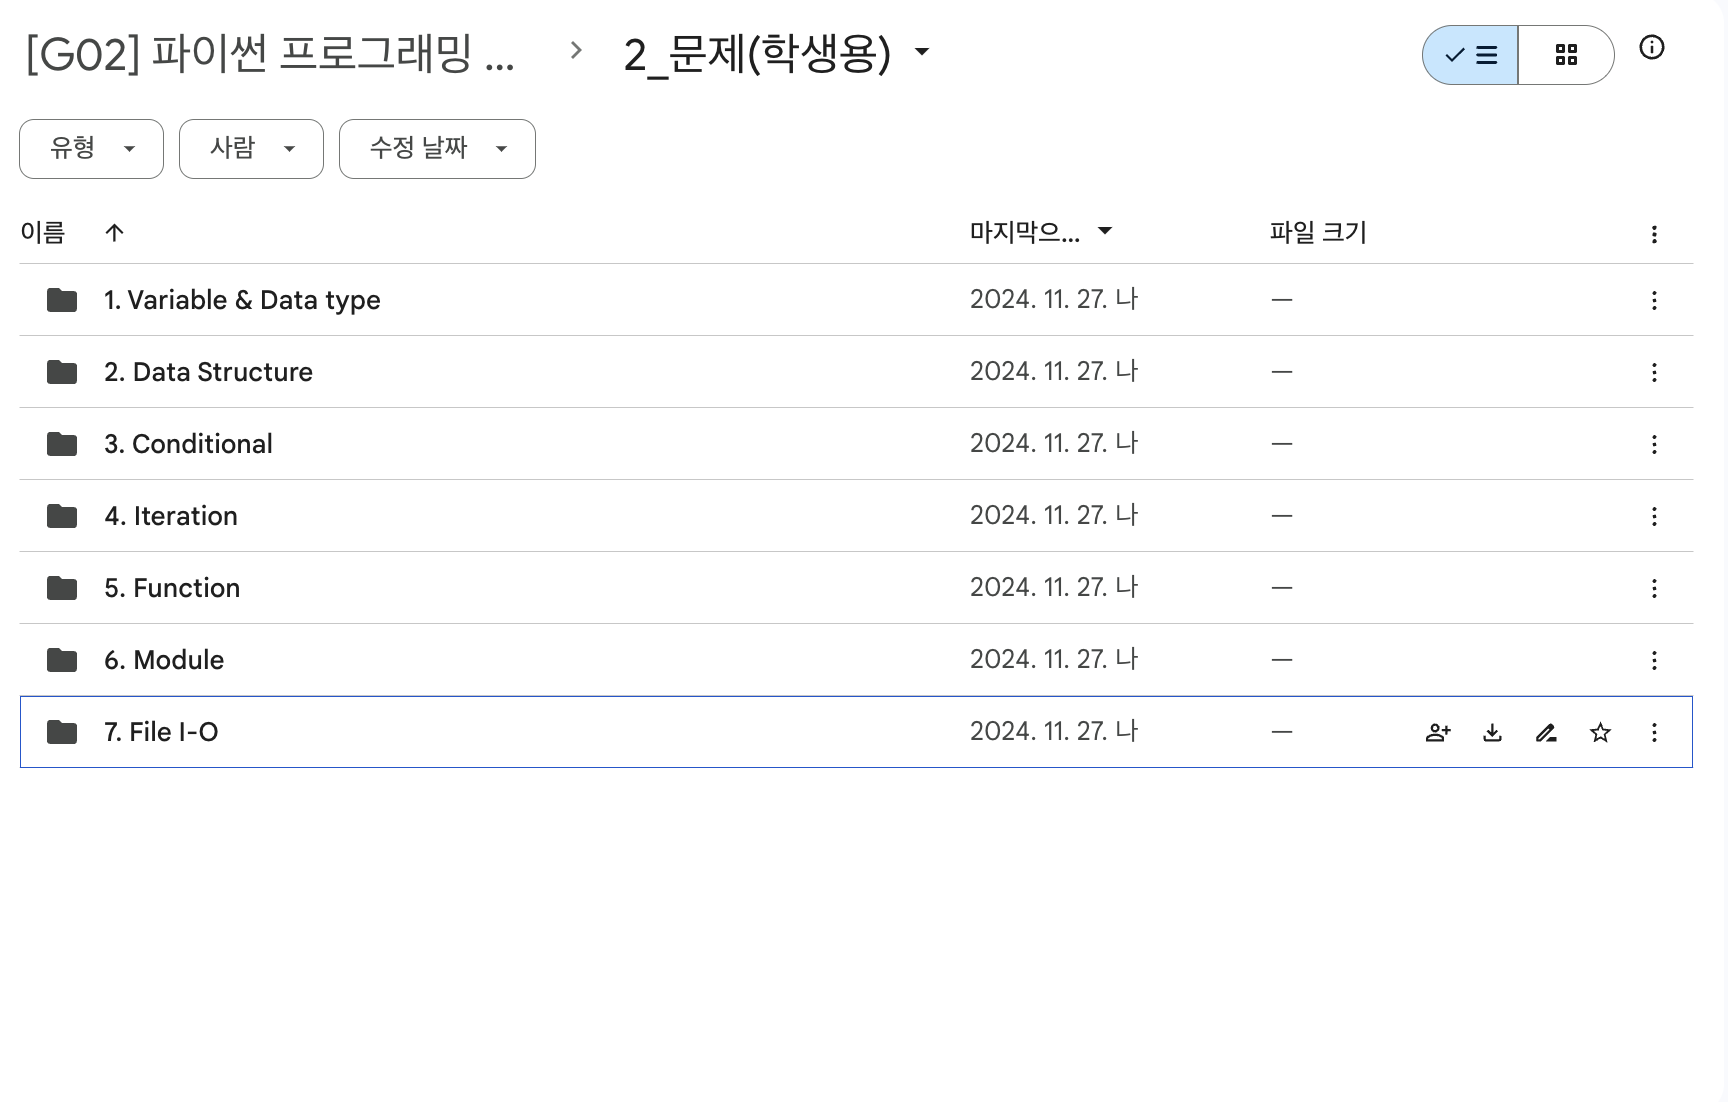 [G02] 파이썬 프로그래밍 ... > 2_문제(학생용)
유형 사람 수정 날짜
이름 마지막으... 파일 크기
1. Variable & Data type 2024. 11. 27. 나 —
2. Data Structure 2024. 11. 27. 나 —
3. Conditional 2024. 11. 27. 나 —
4. Iteration 2024. 11. 27. 나 —
5. Function 2024. 11. 27. 나 —
6. Module 2024. 11. 27. 나 —
7. File I-O 2024. 11. 27. 나 —